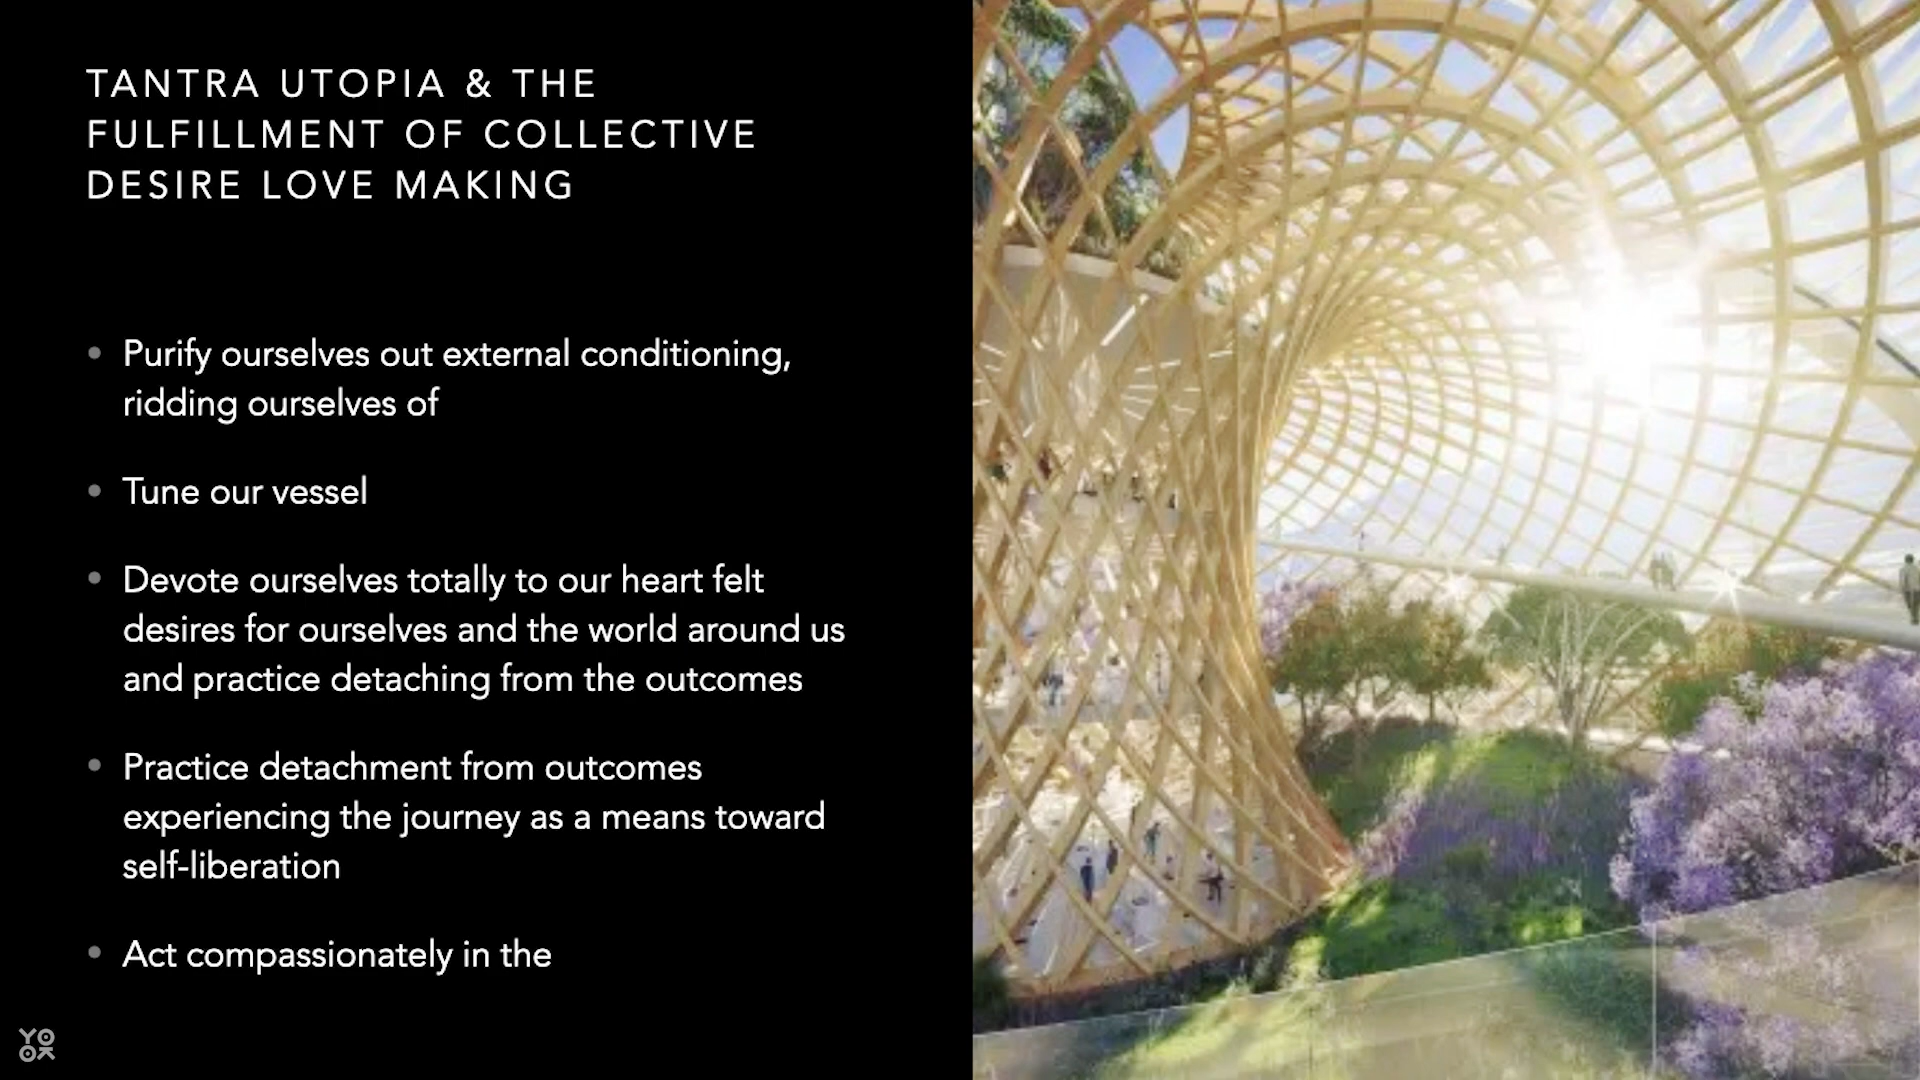 TANTRA UTOPIA & THE
FULFILLMENT OF COLLECTIVE
DESIRE LOVE MAKING
• Purify ourselves out external conditioning,
ridding ourselves of
• Tune our vessel
• Devote ourselves totally to our heart felt
desires for ourselves and the world around us
and practice detaching from the outcomes
• Practice detachment from outcomes
experiencing the journey as a means toward
self-liberation
• Act compassionately in the
YO
OK